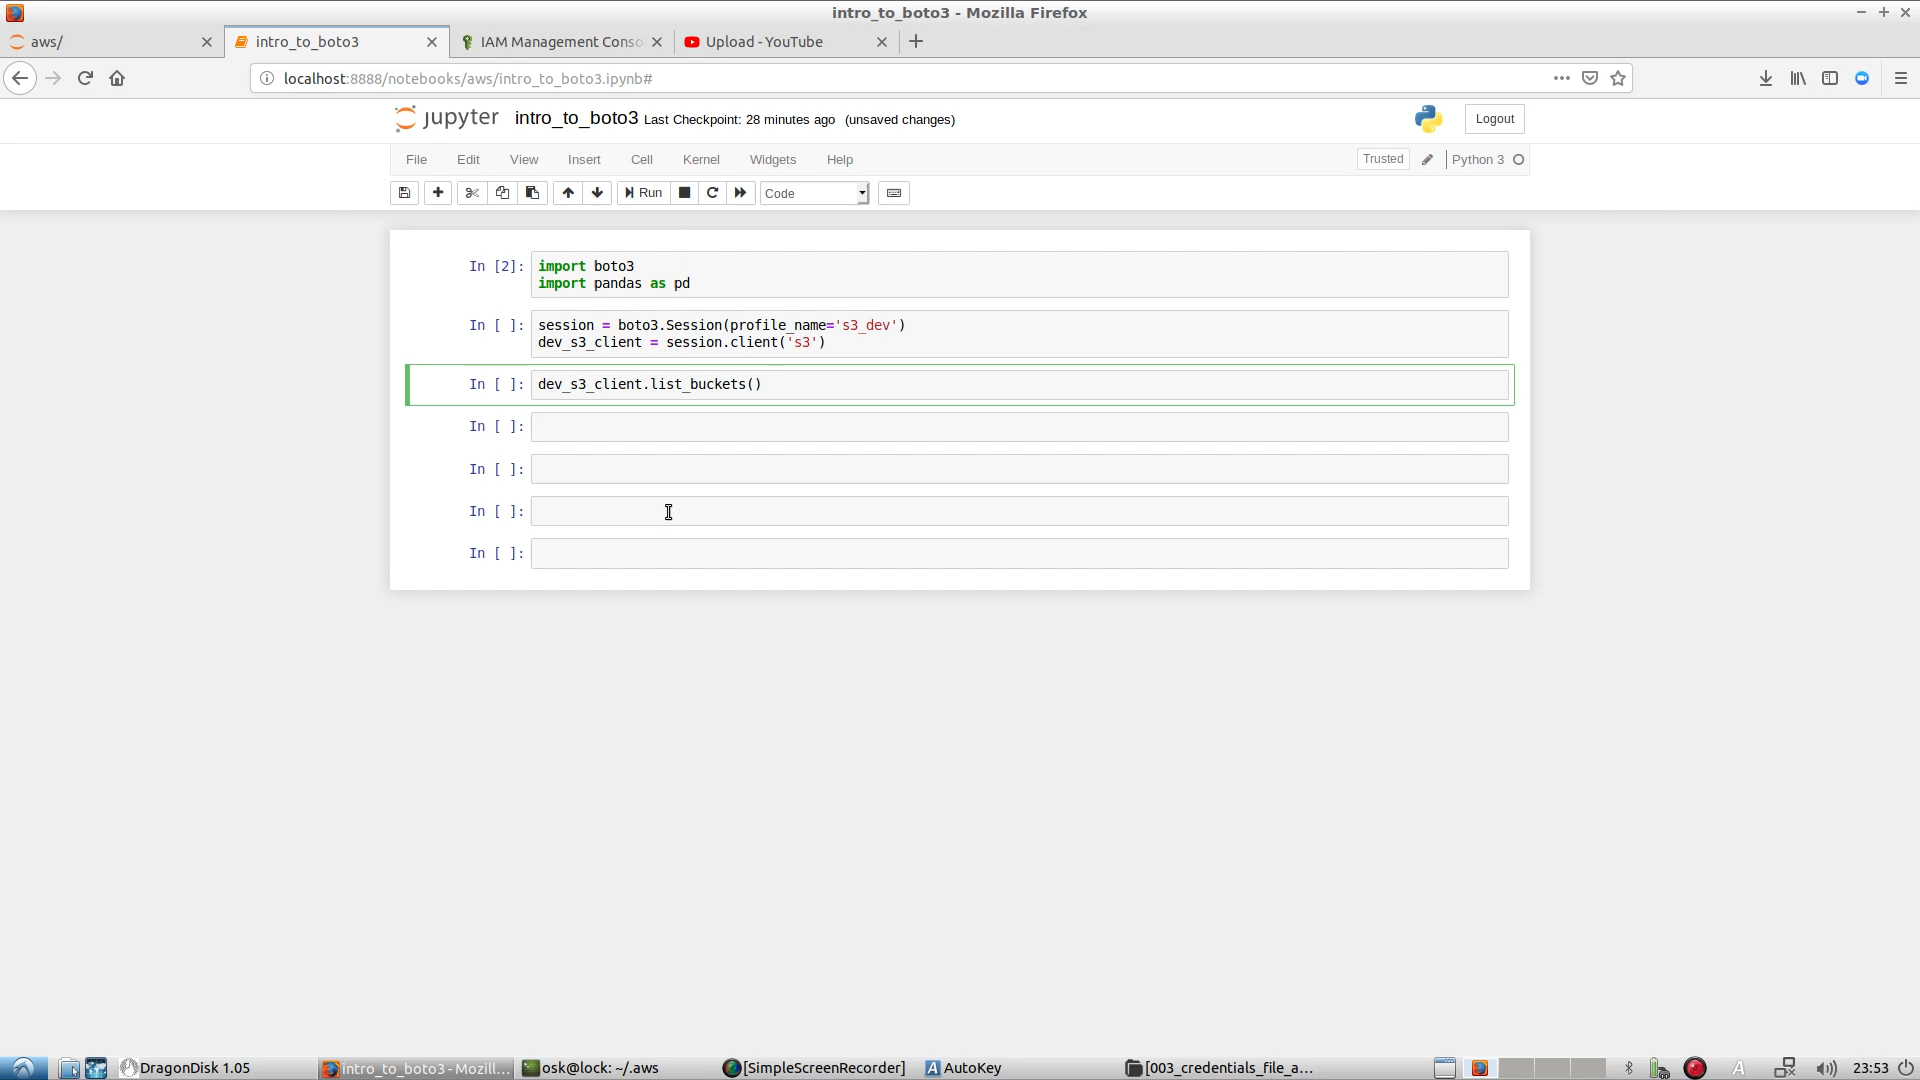 intro_to_boto3 - Mozilla Firefox
aws/
intro_to_boto3
IAM Management Conso
Upload - YouTube
localhost:8888/notebooks/aws/intro_to_boto3.ipynb#
jupyter intro_to_boto3 Last Checkpoint: 28 minutes ago (unsaved changes)
Logout
File Edit View Insert Cell Kernel Widgets Help
Trusted
Python 3
Run
Code
In [2]: import boto3
import pandas as pd
In [ ]: session = boto3.Session(profile_name='s3_dev')
dev_s3_client = session.client('s3')
In [ ]: dev_s3_client.list_buckets()
In [ ]:
In [ ]:
In [ ]:
In [ ]:
DragonDisk 1.05
intro_to_boto3 - Mozill...
osk@lock: ~/.aws
[SimpleScreenRecorder]
AutoKey
[003_credentials_file_a...
23:53